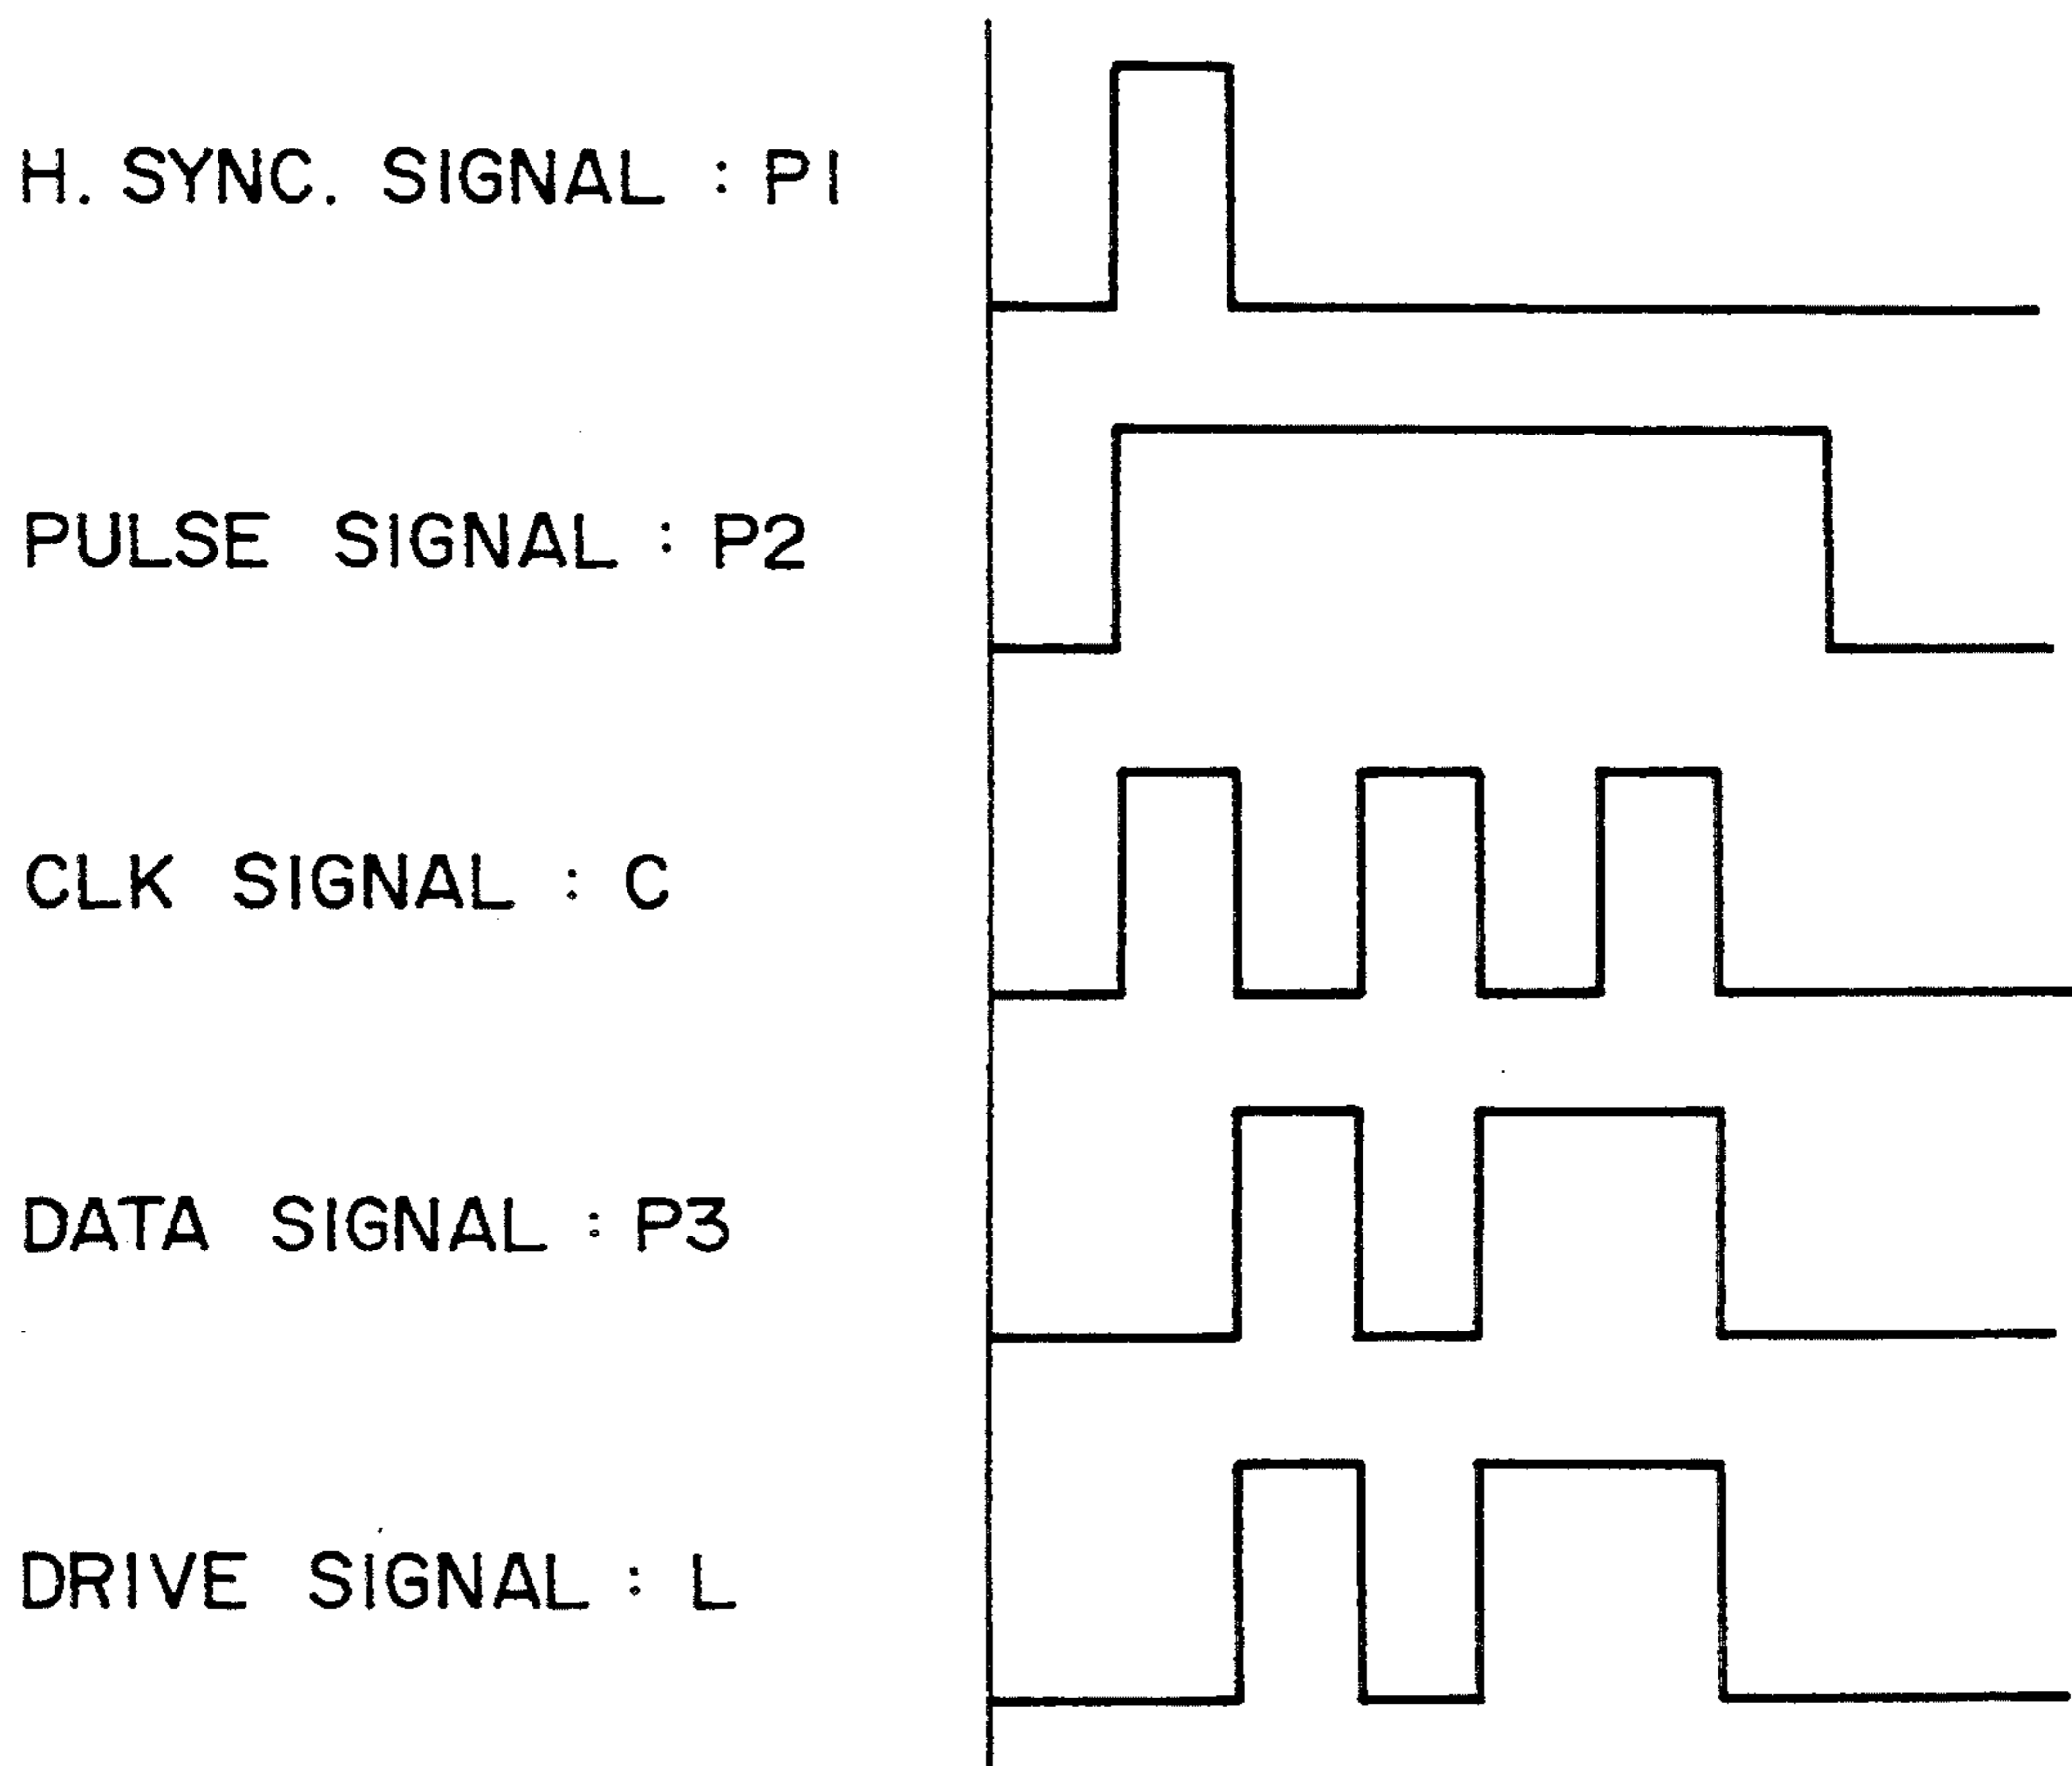 H. SYNC. SIGNAL : P1
PULSE SIGNAL : P2
CLK SIGNAL : C
DATA SIGNAL : P3
DRIVE SIGNAL : L